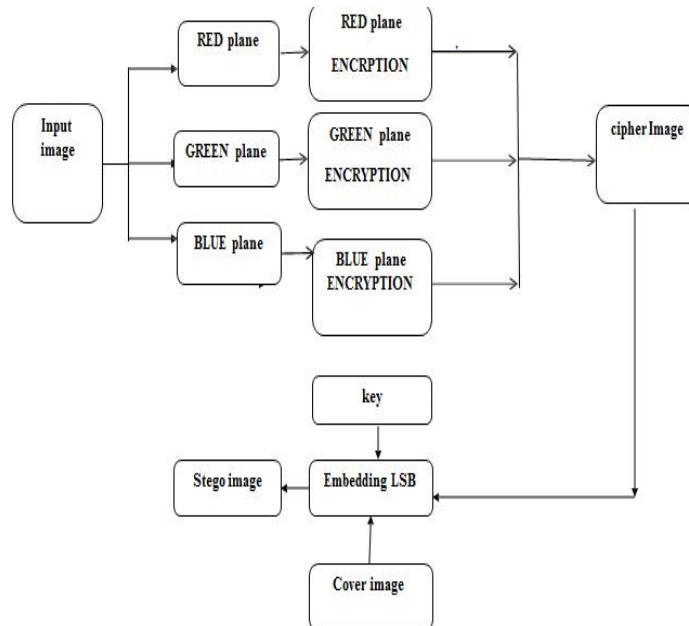 RED plane
RED plane
ENCRPTION
Input
image
GREEN plane
GREEN plane
ENCRYPTION
cipher Image
BLUE plane
BLUE plane
ENCRYPTION
key
Stego image
Embedding LSB
Cover image